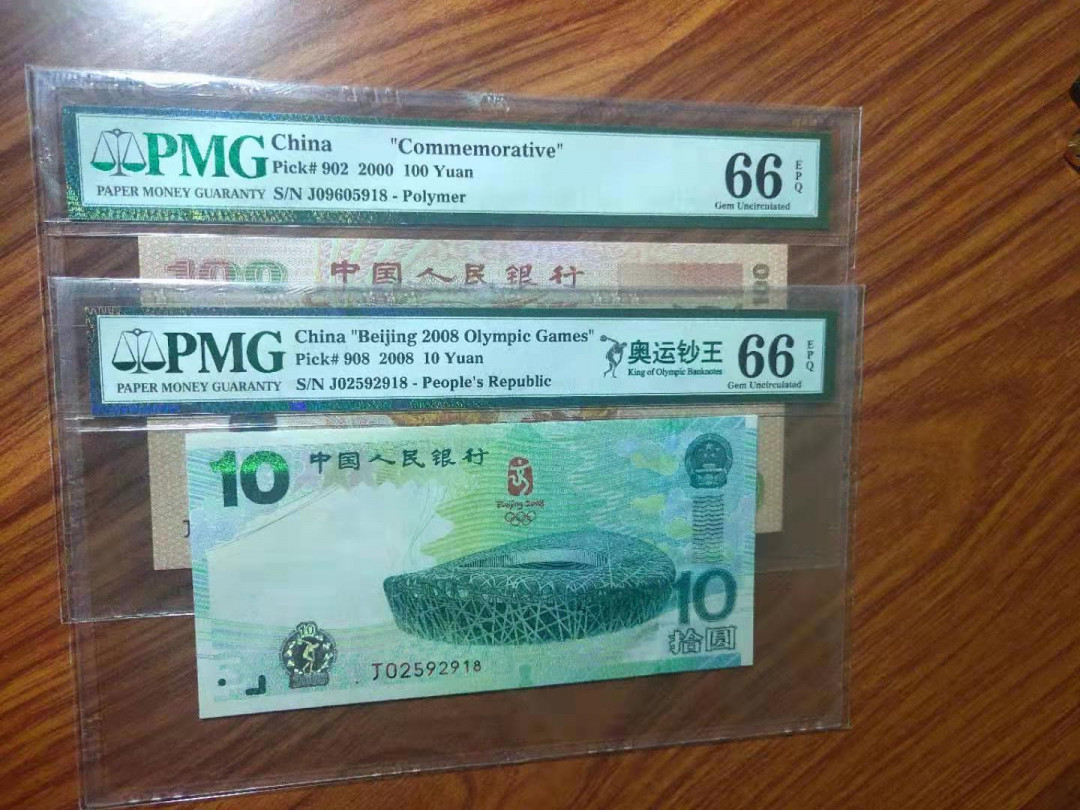 PMG
PAPER MONEY GUARANTY
China "Commemorative"
Pick# 902 2000 100 Yuan
S/N J09605918 - Polymer
66
EPQ
Gem Uncirculated
100
中国人民银行
100
PMG
PAPER MONEY GUARANTY
China "Beijing 2008 Olympic Games"
Pick# 908 2008 10 Yuan
S/N J02592918 - People's Republic
奥运钞王
King of Olympic Banknotes
66
EPQ
Gem Uncirculated
10
中国人民银行
Beijing 2008
10
拾圆
10
J02592918
J